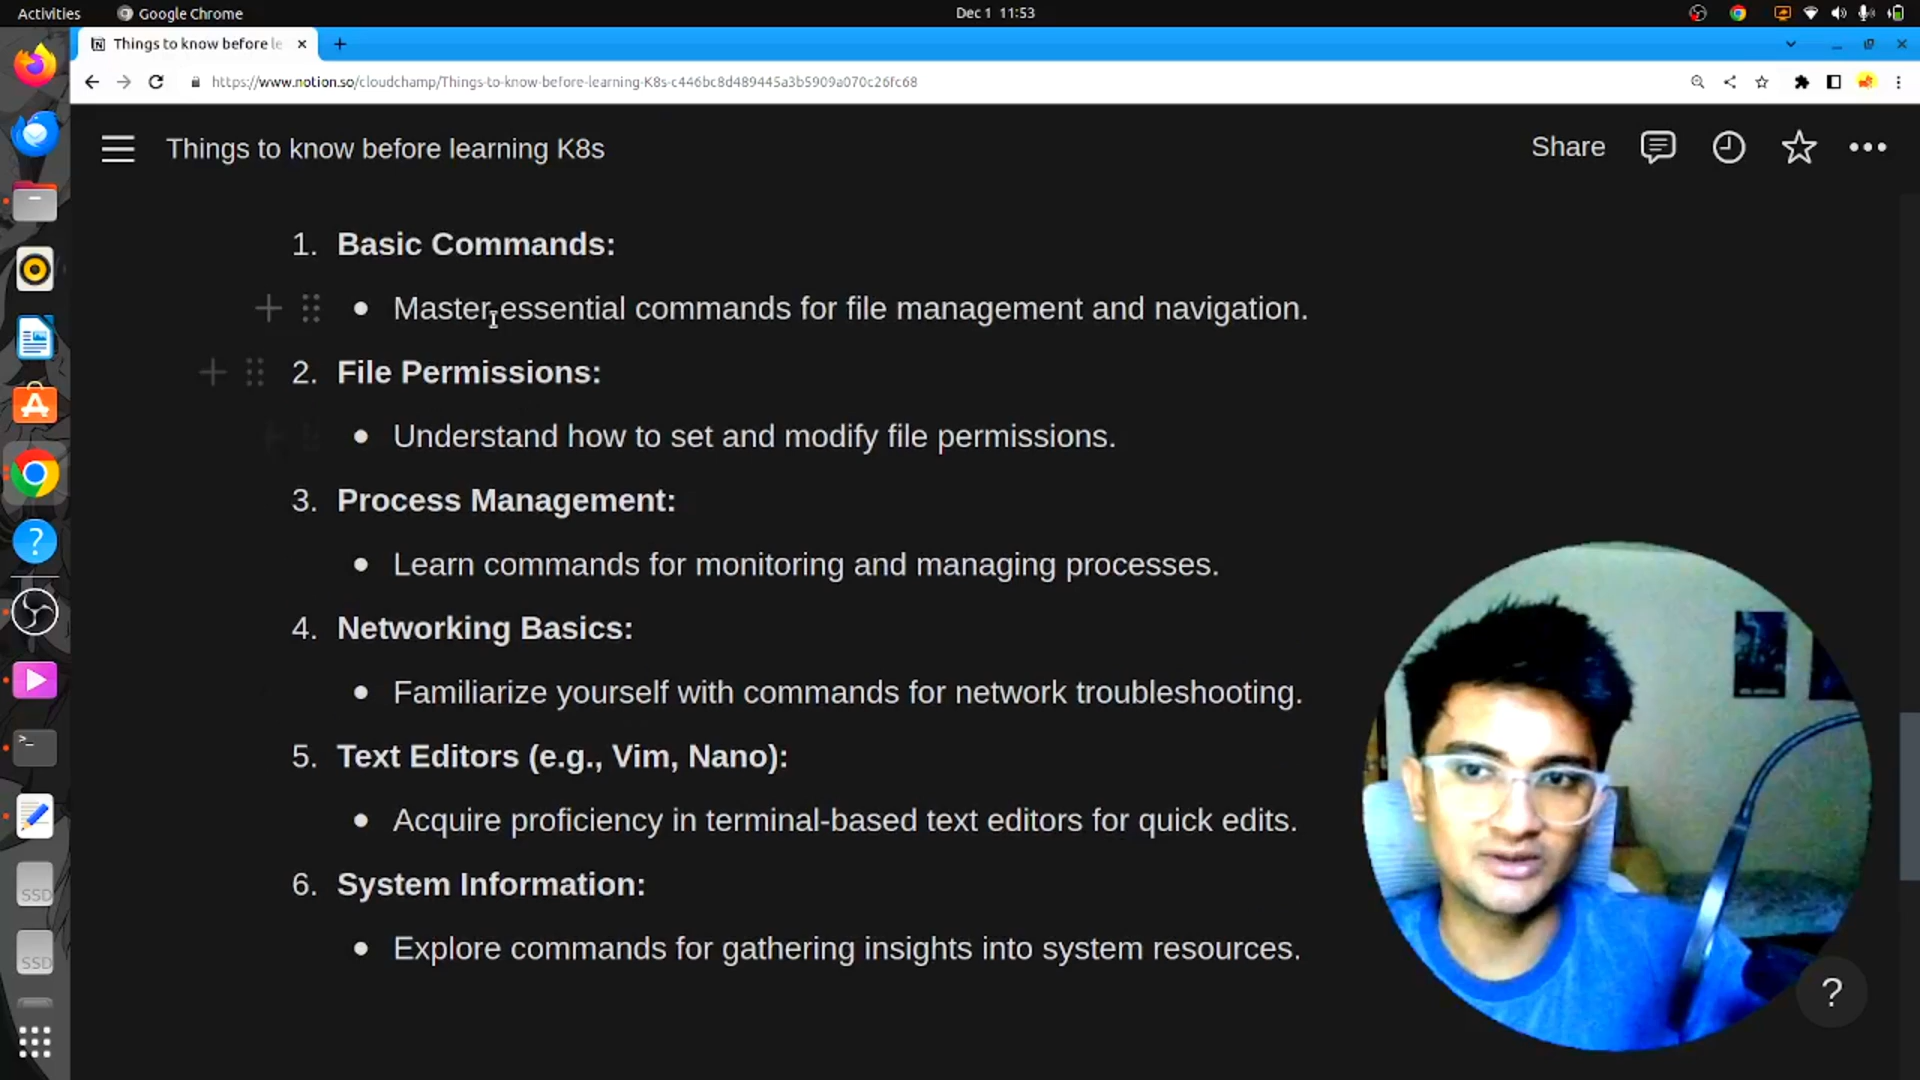 Activities
Google Chrome
Dec 1 11:53
Things to know before le
https://www.notion.so/cloudchamp/Things-to-know-before-learning-K8s-c446bc8d489445a3b5909a070c26fc68
Things to know before learning K8s
Share
1. Basic Commands:
• Master essential commands for file management and navigation.
2. File Permissions:
• Understand how to set and modify file permissions.
3. Process Management:
• Learn commands for monitoring and managing processes.
4. Networking Basics:
• Familiarize yourself with commands for network troubleshooting.
5. Text Editors (e.g., Vim, Nano):
• Acquire proficiency in terminal-based text editors for quick edits.
6. System Information:
• Explore commands for gathering insights into system resources.
SSD
SSD
?